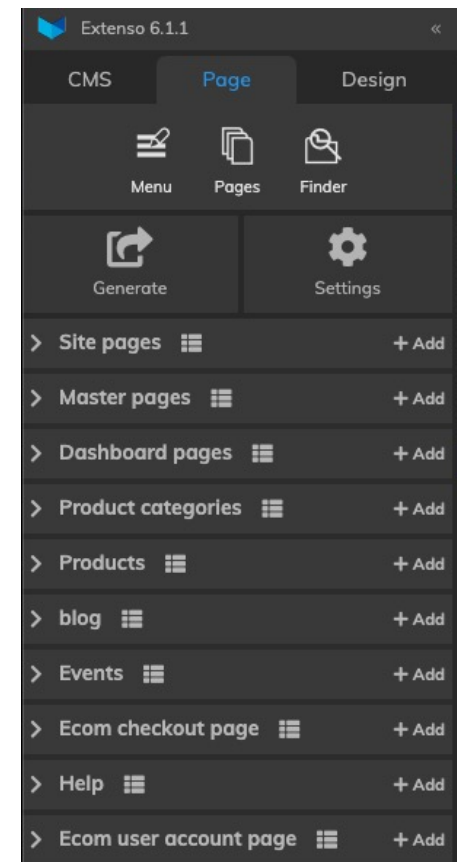 Extenso 6.1.1 «
CMS Page Design
Menu Pages Finder
Generate Settings
Site pages + Add
Master pages + Add
Dashboard pages + Add
Product categories + Add
Products + Add
blog + Add
Events + Add
Ecom checkout page + Add
Help + Add
Ecom user account page + Add